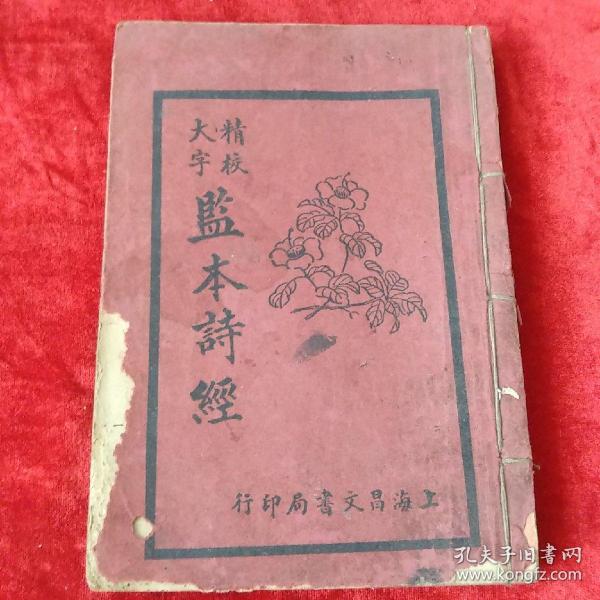 精校
大字
監本詩經
上海昌文書局印行
孔夫子旧书网
www.kongfz.com